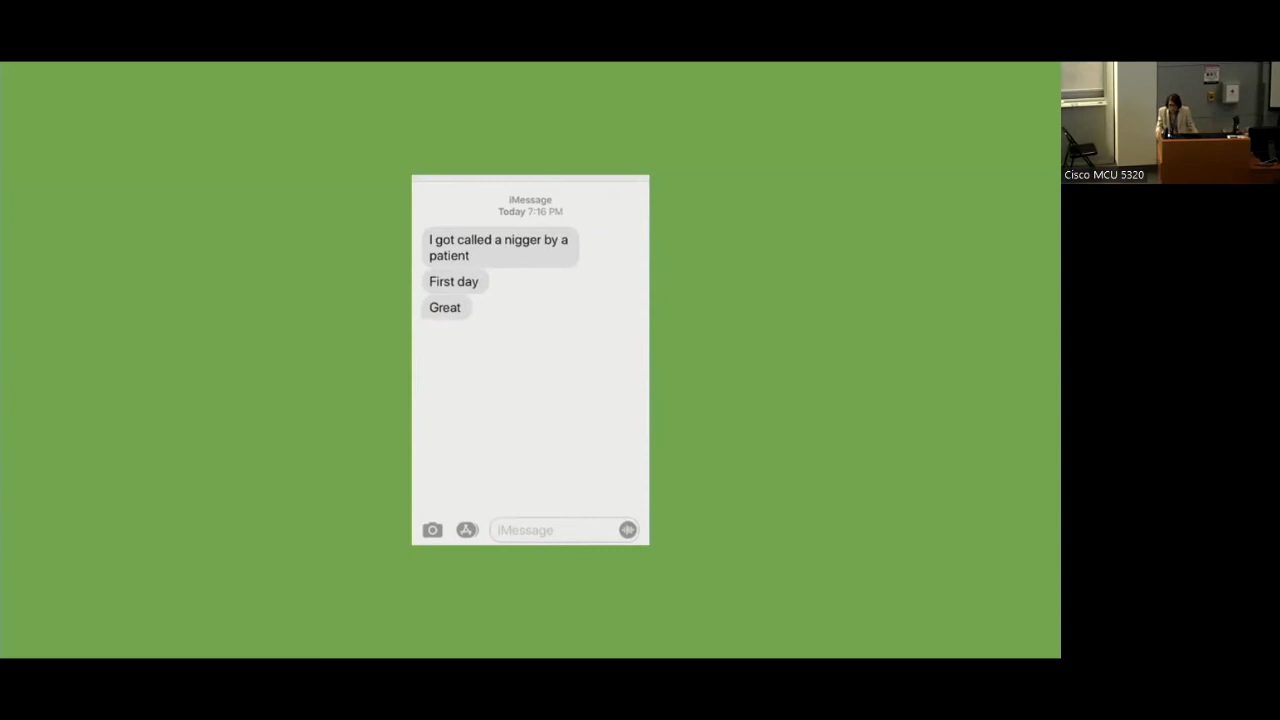 iMessage
Today 7:16 PM
I got called a nigger by a
patient
First day
Great
iMessage
Cisco MCU 5320